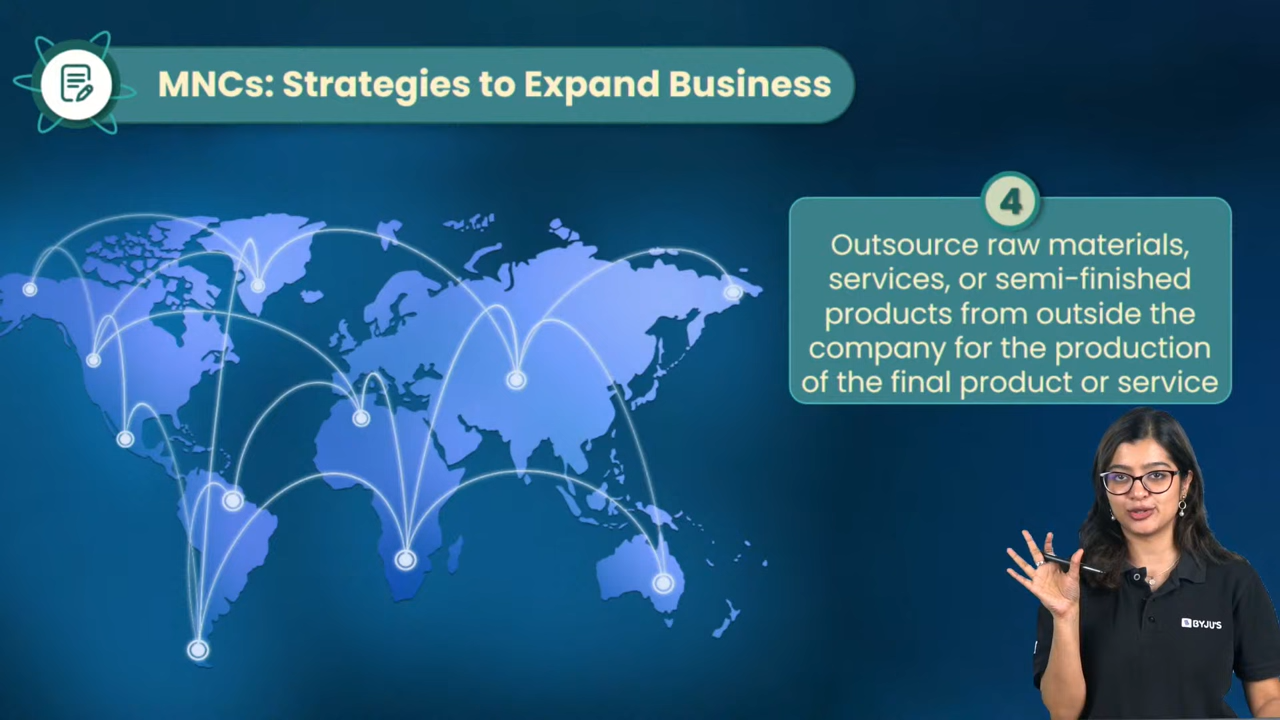 MNCs: Strategies to Expand Business
4
Outsource raw materials,
services, or semi-finished
products from outside the
company for the production
of the final product or service
BYJU'S